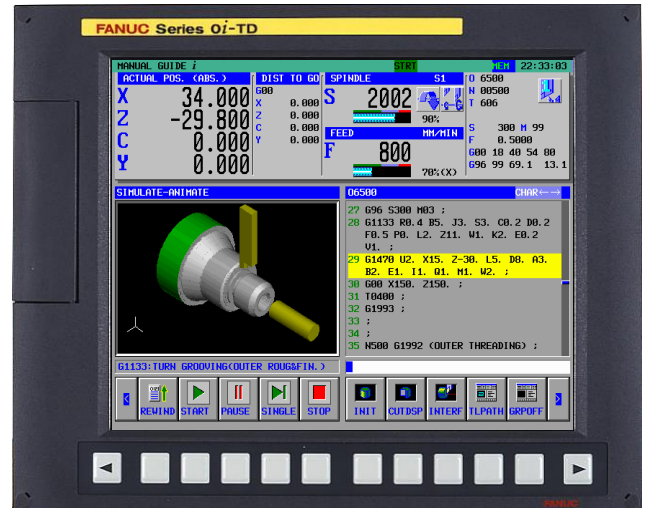 FANUC Series 0i-TD
MANUAL GUIDE i
STRT
MEM 22:33:03
ACTUAL POS. (ABS.)
X 34.000
Z -29.800
C 0.000
Y 0.000
DIST TO GO
G00
X 0.000
Z 0.000
C 0.000
Y 0.000
SPINDLE S1
S 2002
90%
FEED MM/MIN
F 800
70%(X)
O 6500
N 00500
T 606
S 300 M 99
F 0.5000
G00 18 40 54 80
G96 99 69.1 13.1
SIMULATE-ANIMATE
G1133:TURN GROOVING(OUTER ROUG&FIN.)
O6500 CHAR←→
27 G96 S300 M03 ;
28 G1133 R0.4 B5. J3. S3. C0.2 D0.2
F0.5 P0. L2. Z11. W1. K2. E0.2
V1. ;
29 G1470 U2. X15. Z-30. L5. D0. A3.
B2. E1. I1. Q1. M1. W2. ;
30 G00 X150. Z150. ;
31 T0400 ;
32 G1993 ;
33 ;
34 ;
35 N500 G1992 (OUTER THREADING) ;
REWIND START PAUSE SINGLE STOP INIT CUTDSP INTERF TLPATH GRPOFF
FANUC